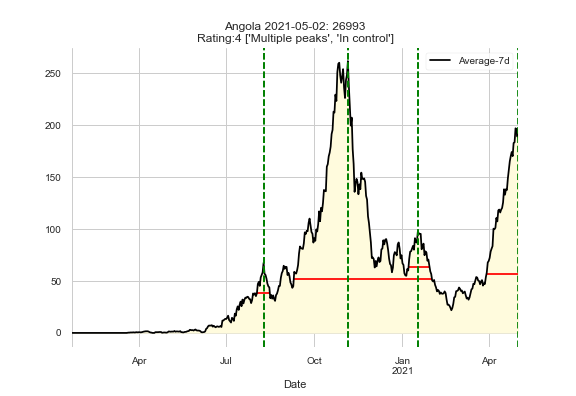 Angola 2021-05-02: 26993
Rating:4 ['Multiple peaks', 'In control']
Average-7d
250
200
150
100
50
0
Apr
Jul
Oct
Jan
2021
Apr
Date